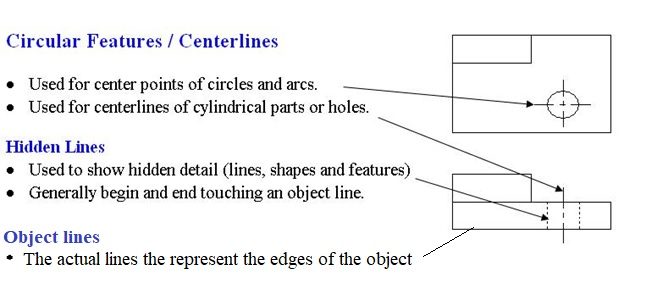 Circular Features / Centerlines
• Used for center points of circles and arcs.
• Used for centerlines of cylindrical parts or holes.
Hidden Lines
• Used to show hidden detail (lines, shapes and features)
• Generally begin and end touching an object line.
Object lines
• The actual lines the represent the edges of the object